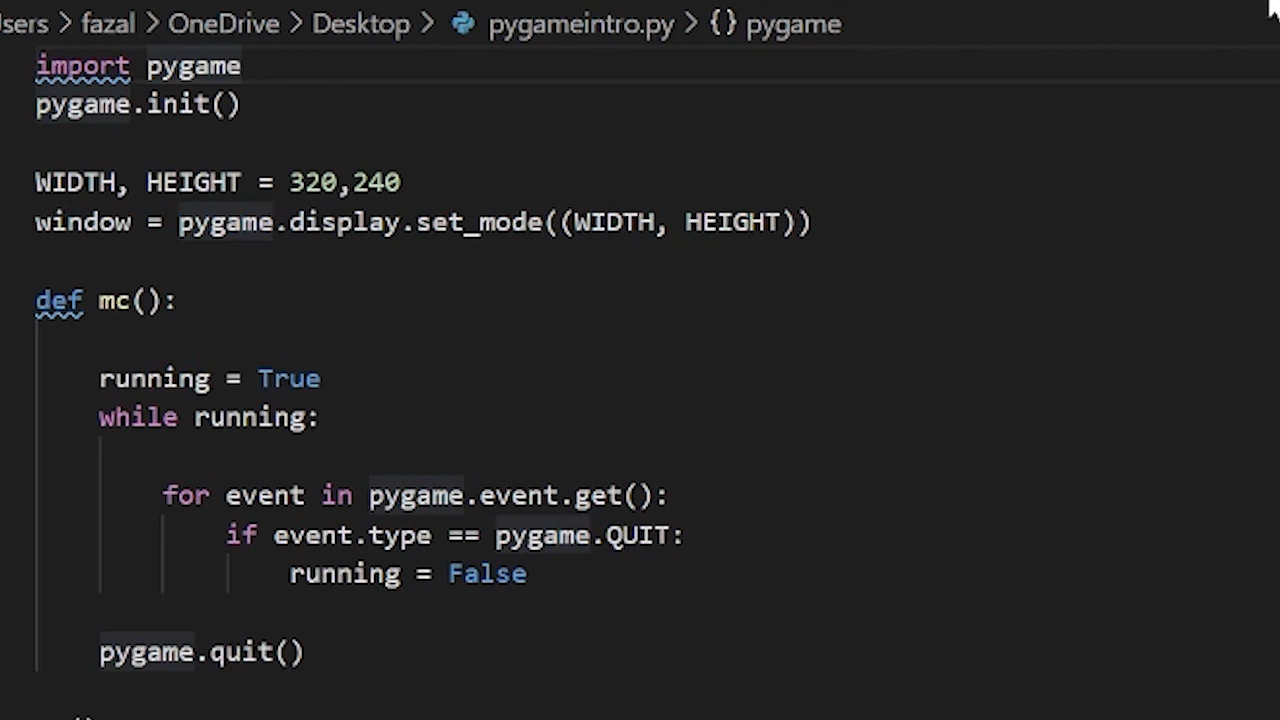 sers > fazal > OneDrive > Desktop > pygameintro.py > {} pygame
import pygame
pygame.init()
WIDTH, HEIGHT = 320,240
window = pygame.display.set_mode((WIDTH, HEIGHT))
def mc():
running = True
while running:
for event in pygame.event.get():
if event.type == pygame.QUIT:
running = False
pygame.quit()